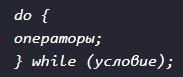 do {
операторы;
} while (условие);